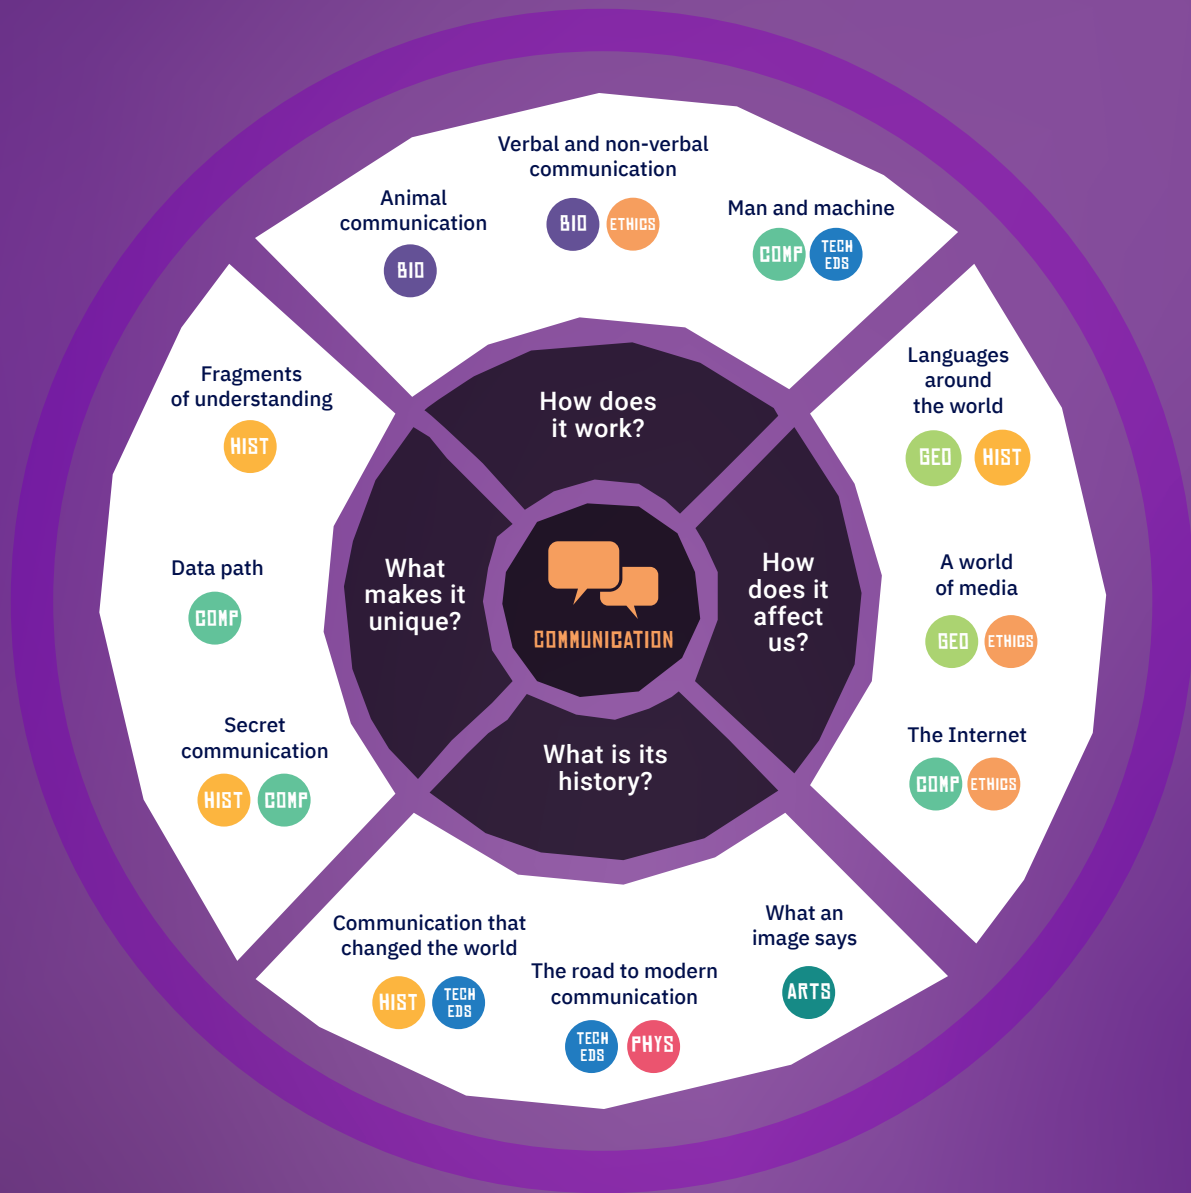 Verbal and non-verbal
communication
BIO ETHICS
Animal
communication
BIO
Man and machine
COMP TECH
EDS
Languages
around
the world
GEO HIST
A world
of media
GEO ETHICS
The Internet
COMP ETHICS
What an
image says
ARTS
The road to modern
communication
TECH
EDS PHYS
Communication that
changed the world
HIST TECH
EDS
Secret
communication
HIST COMP
Data path
COMP
Fragments
of understanding
HIST
How does
it work?
How
does it
affect
us?
What is its
history?
What
makes it
unique?
COMMUNICATION